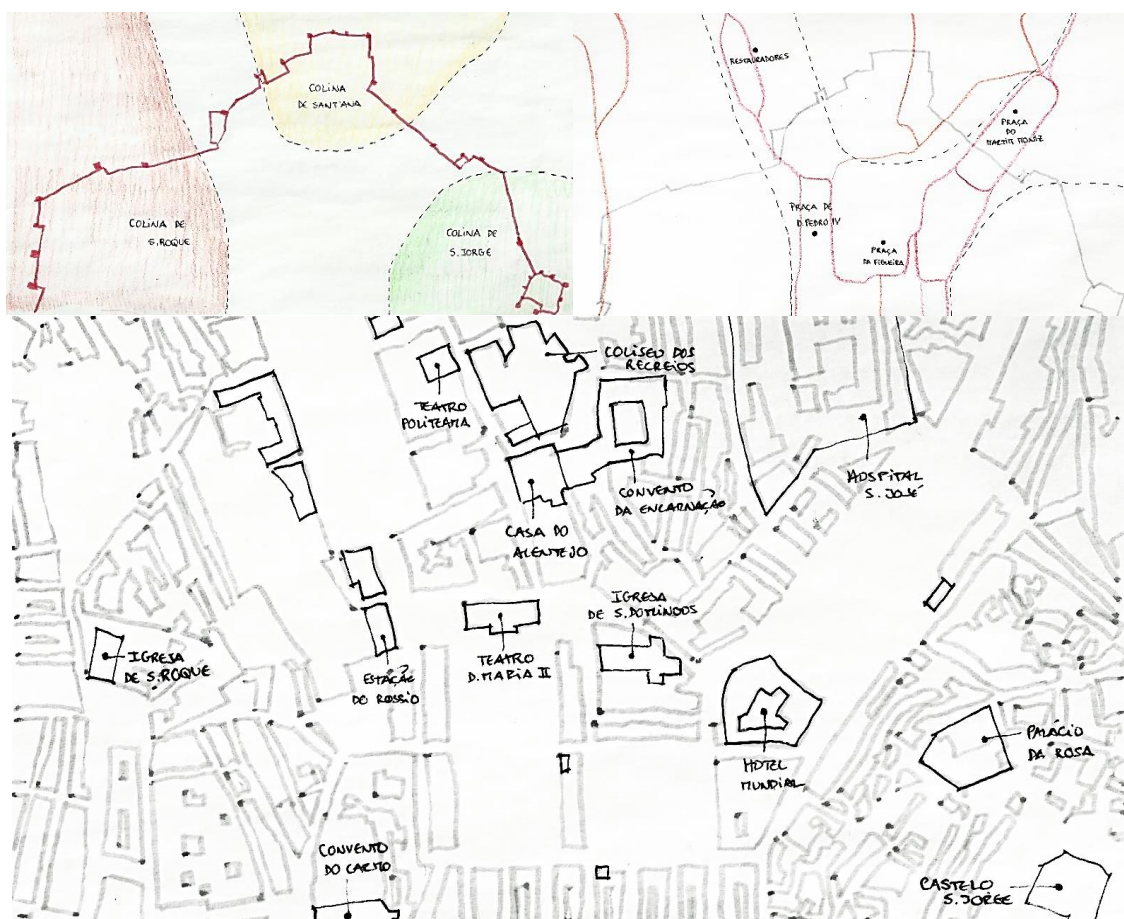 COLINA
DE SANT'ANA
COLINA DE
S. ROQUE
COLINA DE
S. JORGE
RESTAURADORES
PRAÇA
DO
MARTIM MONIZ
PRAÇA DE
D. PEDRO IV
PRAÇA
DA FIGUEIRA
COLISEU DOS
RECREIOS
TEATRO
POLITEAMA
HOSPITAL
S. JOSÉ
CONVENTO
DA ENCARNAÇÃO
CASA DO
ALENTEJO
IGREJA
DE S. DOMINGOS
IGREJA
DE S. ROQUE
TEATRO
D. MARIA II
ESTAÇÃO
DO ROSSIO
PALÁCIO
DA ROSA
HOTEL
MUNDIAL
CONVENTO
DO CARMO
CASTELO
S. JORGE